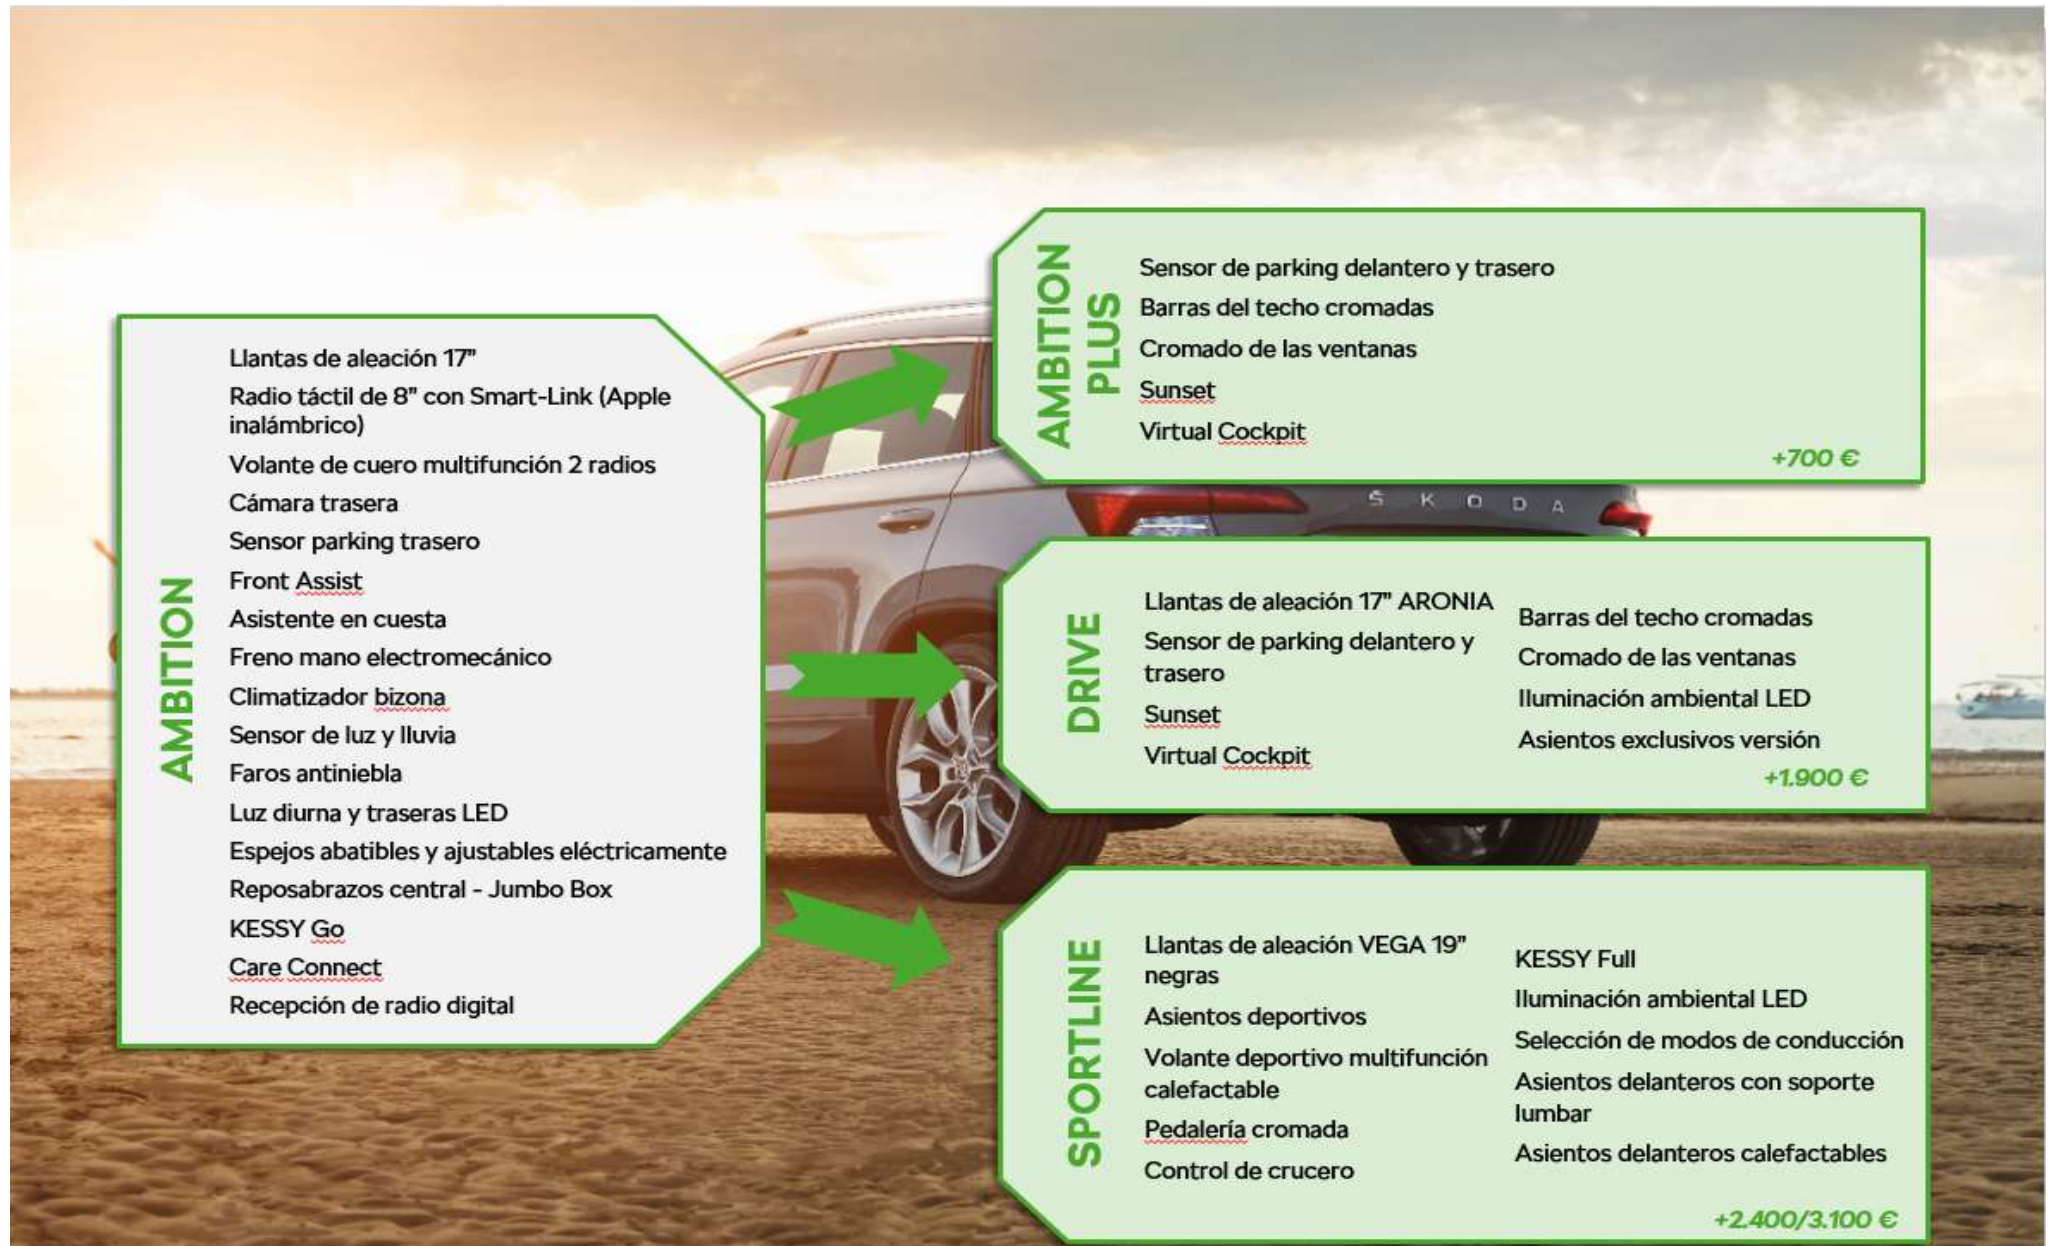 AMBITION
Llantas de aleación 17"
Radio táctil de 8" con Smart-Link (Apple
inalámbrico)
Volante de cuero multifunción 2 radios
Cámara trasera
Sensor parking trasero
Front Assist
Asistente en cuesta
Freno mano electromecánico
Climatizador bizona
Sensor de luz y lluvia
Faros antiniebla
Luz diurna y traseras LED
Espejos abatibles y ajustables eléctricamente
Reposabrazos central - Jumbo Box
KESSY Go
Care Connect
Recepción de radio digital
AMBITION
PLUS
Sensor de parking delantero y trasero
Barras del techo cromadas
Cromado de las ventanas
Sunset
Virtual Cockpit
+700 €
ŠKODA
DRIVE
Llantas de aleación 17" ARONIA
Sensor de parking delantero y
trasero
Sunset
Virtual Cockpit
Barras del techo cromadas
Cromado de las ventanas
Iluminación ambiental LED
Asientos exclusivos versión
+1.900 €
SPORTLINE
Llantas de aleación VEGA 19"
negras
Asientos deportivos
Volante deportivo multifunción
calefactable
Pedalería cromada
Control de crucero
KESSY Full
Iluminación ambiental LED
Selección de modos de conducción
Asientos delanteros con soporte
lumbar
Asientos delanteros calefactables
+2.400/3.100 €